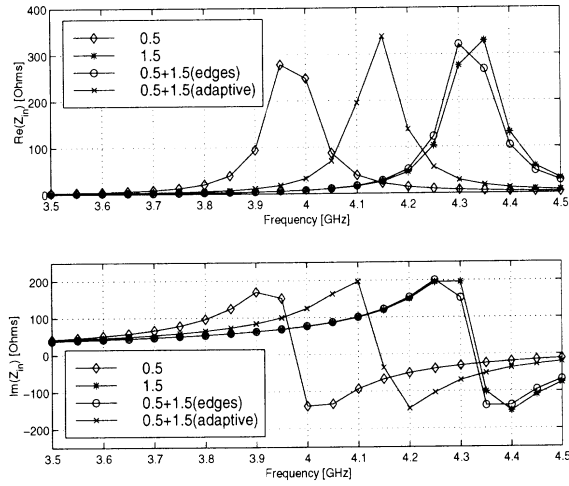 400
300
200
100
0
Re(Z_in) [Ohms]
0.5
1.5
0.5+1.5(edges)
0.5+1.5(adaptive)
3.5 3.6 3.7 3.8 3.9 4 4.1 4.2 4.3 4.4 4.5
Frequency [GHz]
200
100
0
−100
−200
Im(Z_in) [Ohms]
0.5
1.5
0.5+1.5(edges)
0.5+1.5(adaptive)
3.5 3.6 3.7 3.8 3.9 4 4.1 4.2 4.3 4.4 4.5
Frequency [GHz]